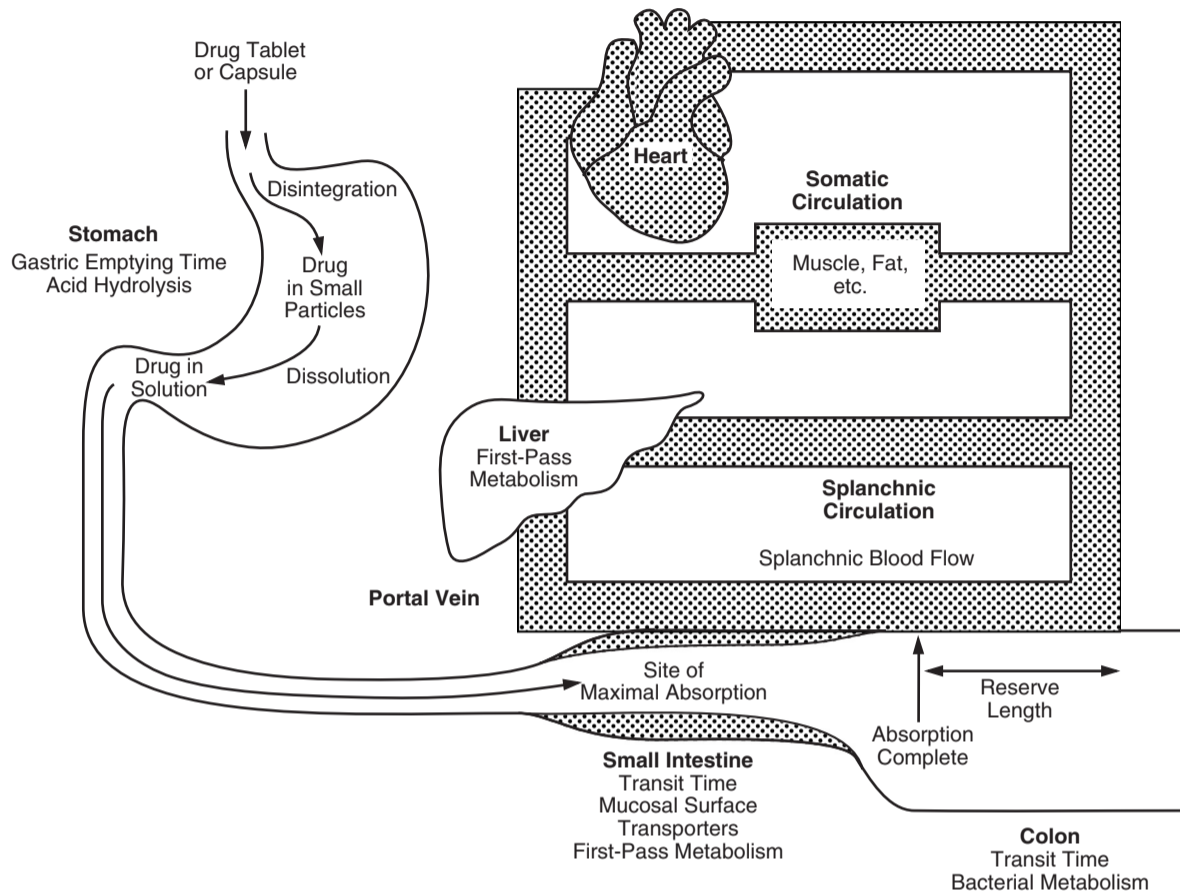 Drug Tablet
or Capsule
Disintegration
Stomach
Gastric Emptying Time
Acid Hydrolysis
Drug
in Small
Particles
Drug in
Solution
Dissolution
Heart
Somatic
Circulation
Muscle, Fat,
etc.
Liver
First-Pass
Metabolism
Splanchnic
Circulation
Splanchnic Blood Flow
Portal Vein
Site of
Maximal Absorption
Reserve
Length
Absorption
Complete
Small Intestine
Transit Time
Mucosal Surface
Transporters
First-Pass Metabolism
Colon
Transit Time
Bacterial Metabolism